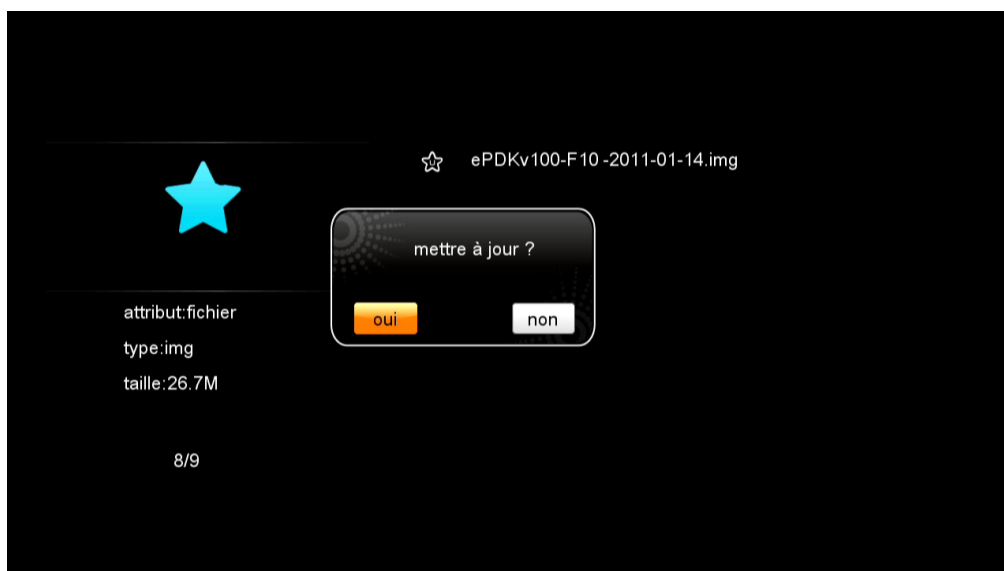 ePDKv100-F10 -2011-01-14.img
mettre à jour ?
oui
non
attribut:fichier
type:img
taille:26.7M
8/9